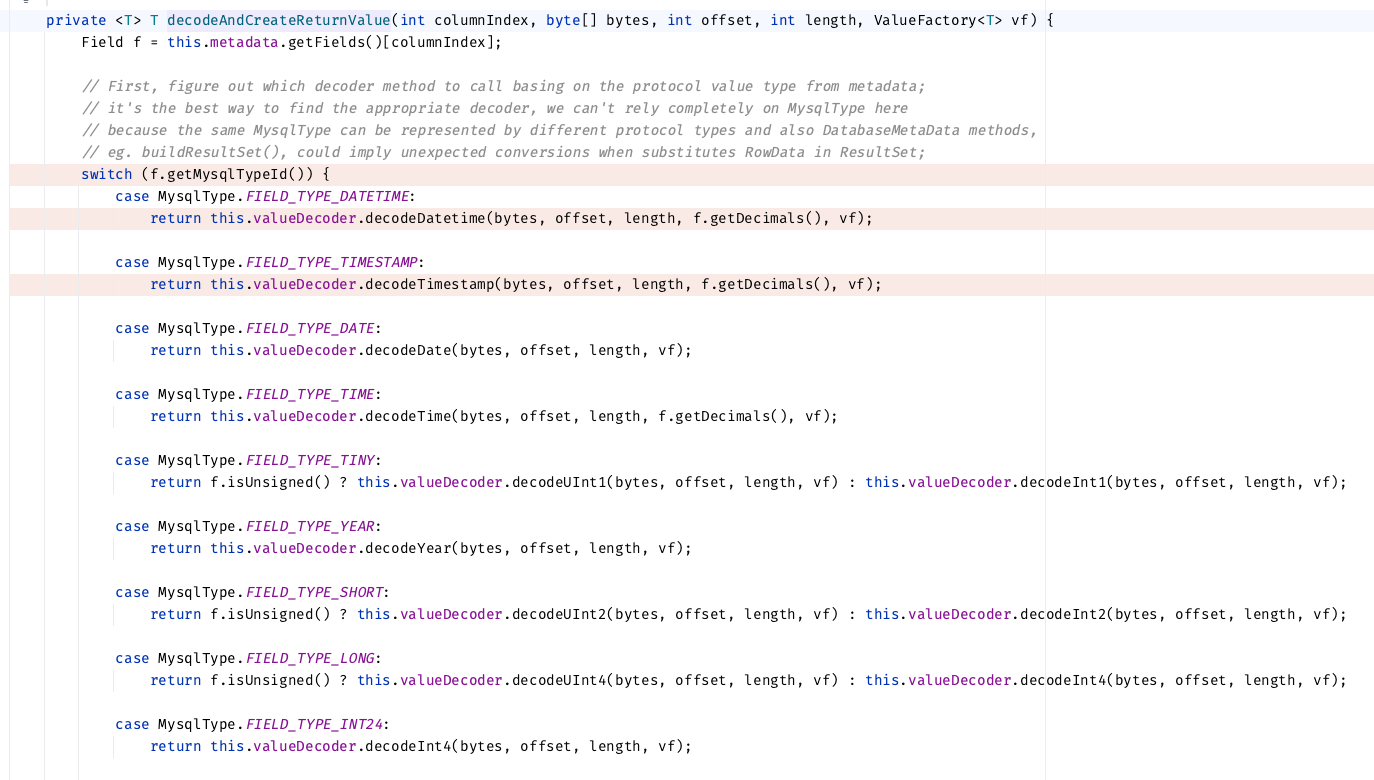 private <T> T decodeAndCreateReturnValue(int columnIndex, byte[] bytes, int offset, int length, ValueFactory<T> vf) {
    Field f = this.metadata.getFields()[columnIndex];

    // First, figure out which decoder method to call basing on the protocol value type from metadata;
    // it's the best way to find the appropriate decoder, we can't rely completely on MysqlType here
    // because the same MysqlType can be represented by different protocol types and also DatabaseMetaData methods,
    // eg. buildResultSet(), could imply unexpected conversions when substitutes RowData in ResultSet;
    switch (f.getMysqlTypeId()) {
        case MysqlType.FIELD_TYPE_DATETIME:
            return this.valueDecoder.decodeDatetime(bytes, offset, length, f.getDecimals(), vf);

        case MysqlType.FIELD_TYPE_TIMESTAMP:
            return this.valueDecoder.decodeTimestamp(bytes, offset, length, f.getDecimals(), vf);

        case MysqlType.FIELD_TYPE_DATE:
            return this.valueDecoder.decodeDate(bytes, offset, length, vf);

        case MysqlType.FIELD_TYPE_TIME:
            return this.valueDecoder.decodeTime(bytes, offset, length, f.getDecimals(), vf);

        case MysqlType.FIELD_TYPE_TINY:
            return f.isUnsigned() ? this.valueDecoder.decodeUInt1(bytes, offset, length, vf) : this.valueDecoder.decodeInt1(bytes, offset, length, vf);

        case MysqlType.FIELD_TYPE_YEAR:
            return this.valueDecoder.decodeYear(bytes, offset, length, vf);

        case MysqlType.FIELD_TYPE_SHORT:
            return f.isUnsigned() ? this.valueDecoder.decodeUInt2(bytes, offset, length, vf) : this.valueDecoder.decodeInt2(bytes, offset, length, vf);

        case MysqlType.FIELD_TYPE_LONG:
            return f.isUnsigned() ? this.valueDecoder.decodeUInt4(bytes, offset, length, vf) : this.valueDecoder.decodeInt4(bytes, offset, length, vf);

        case MysqlType.FIELD_TYPE_INT24:
            return this.valueDecoder.decodeInt4(bytes, offset, length, vf);